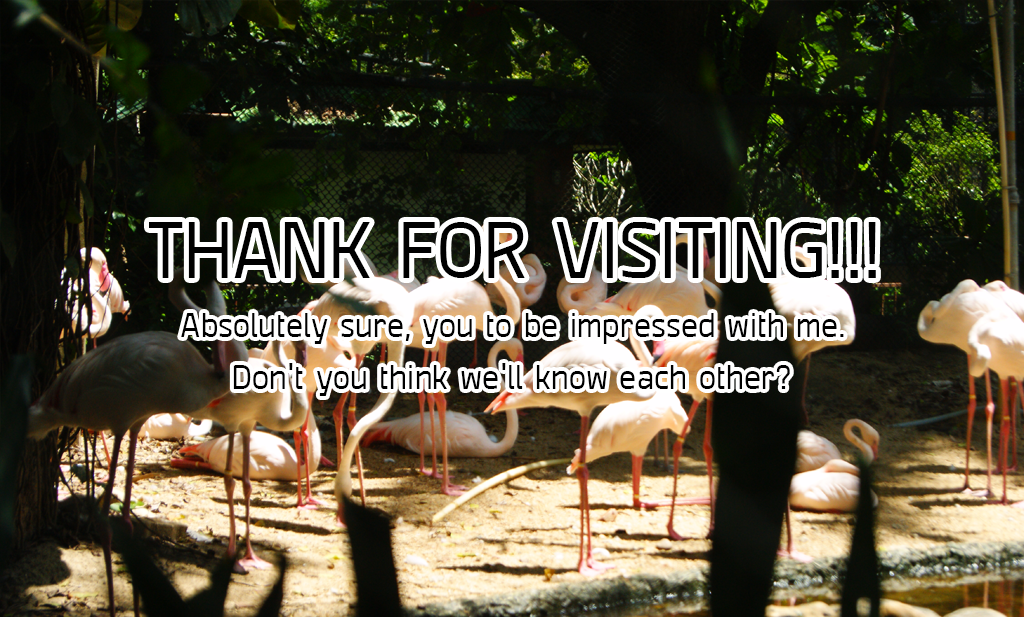 THANK FOR VISITING!!!
Absolutely sure, you to be impressed with me.
Don't you think we'll know each other?